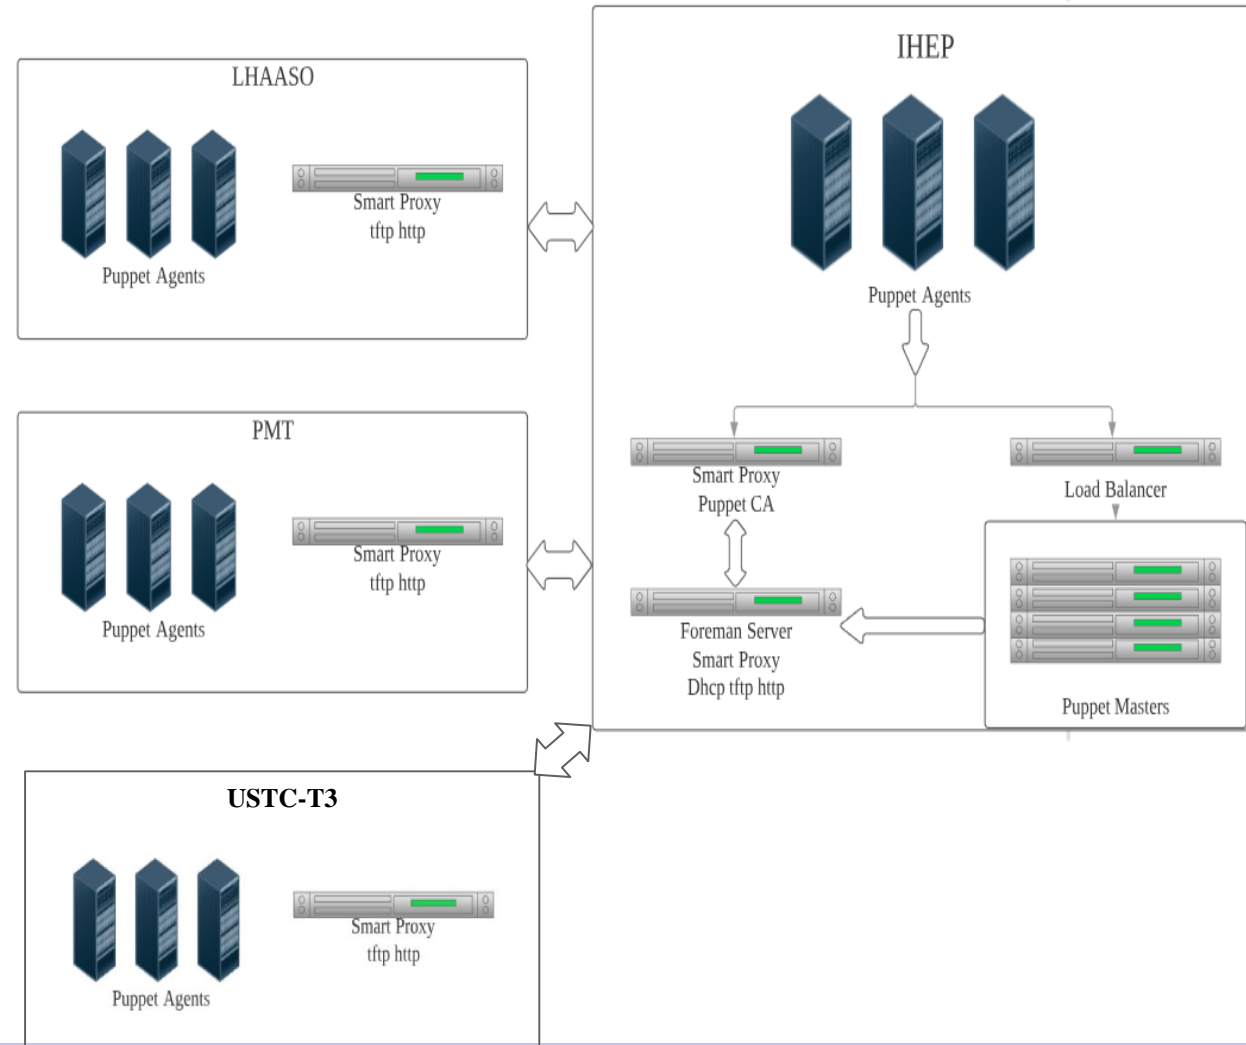 LHAASO
Smart Proxy
tftp http
Puppet Agents
IHEP
Puppet Agents
Smart Proxy
Puppet CA
Load Balancer
Foreman Server
Smart Proxy
Dhcp tftp http
Puppet Masters
PMT
Smart Proxy
tftp http
Puppet Agents
USTC-T3
Smart Proxy
tftp http
Puppet Agents